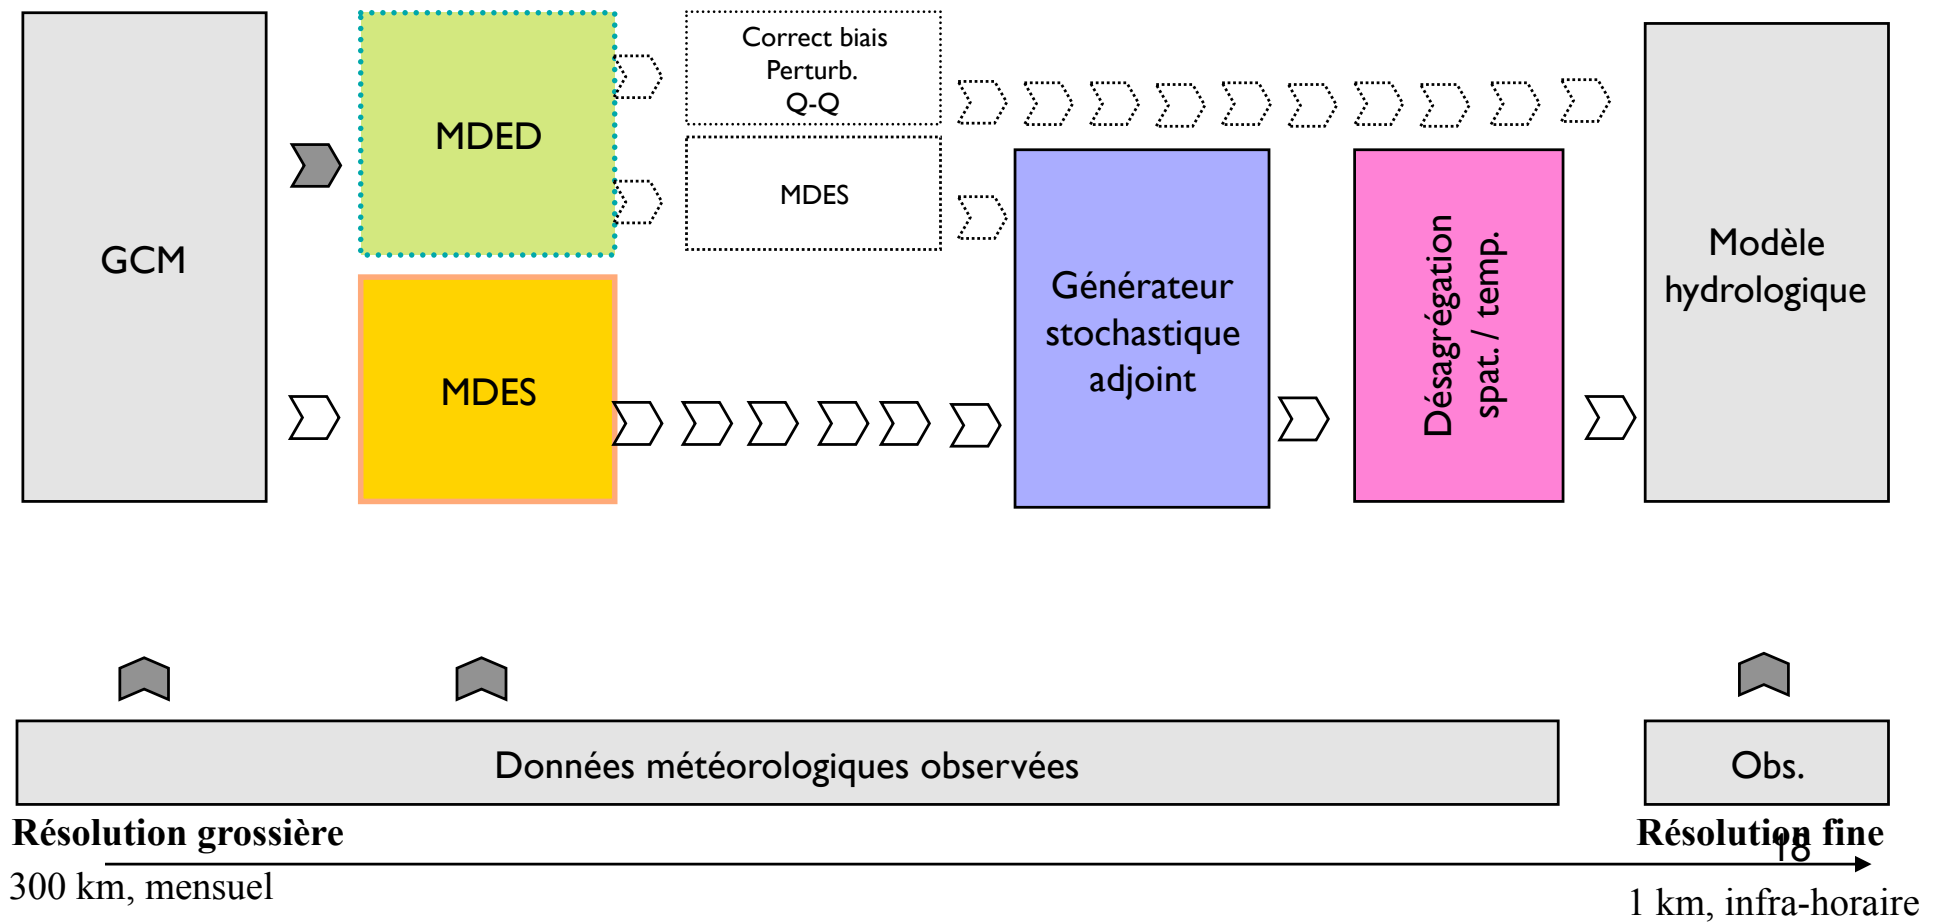 GCM
MDED
MDES
Correct biais
Perturb.
Q-Q
MDES
Générateur
stochastique
adjoint
Désagrégation
spat. / temp.
Modèle
hydrologique
Données météorologiques observées
Obs.
Résolution grossière
Résolution fine
18
300 km, mensuel
1 km, infra-horaire